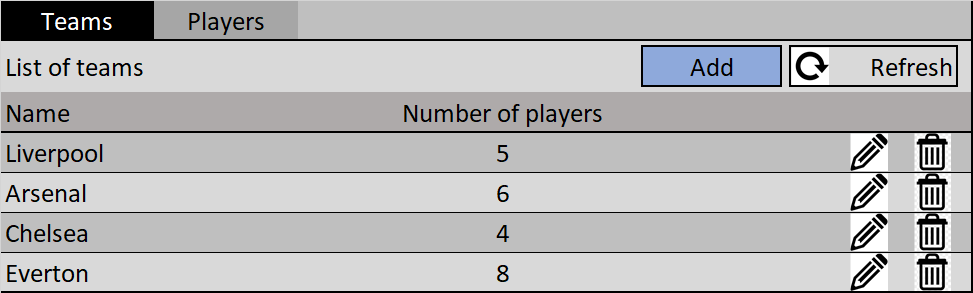 Teams Players
List of teams Add Refresh
Name Number of players
Liverpool 5
Arsenal 6
Chelsea 4
Everton 8